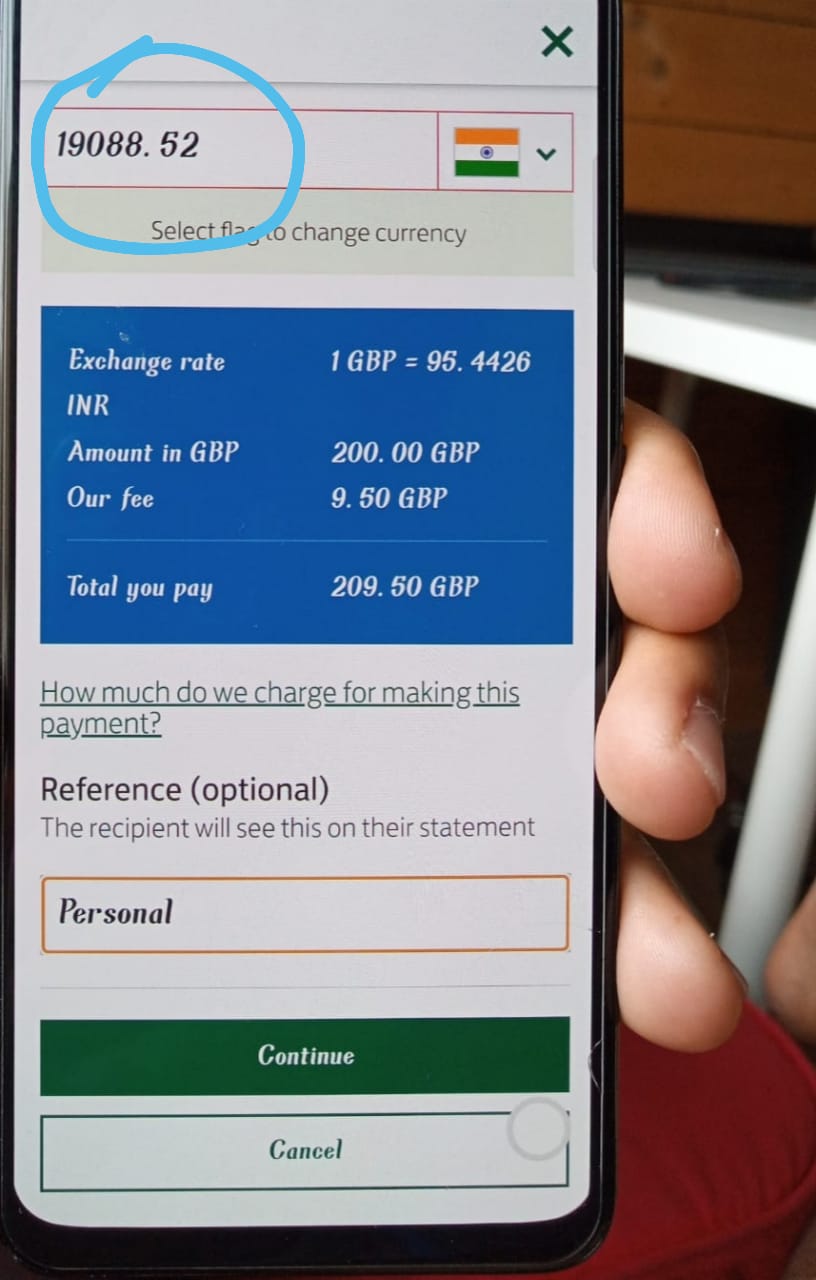 19088.52
Select flag to change currency
Exchange rate 1 GBP = 95.4426
INR
Amount in GBP 200.00 GBP
Our fee 9.50 GBP
Total you pay 209.50 GBP
How much do we charge for making this
payment?
Reference (optional)
The recipient will see this on their statement
Personal
Continue
Cancel